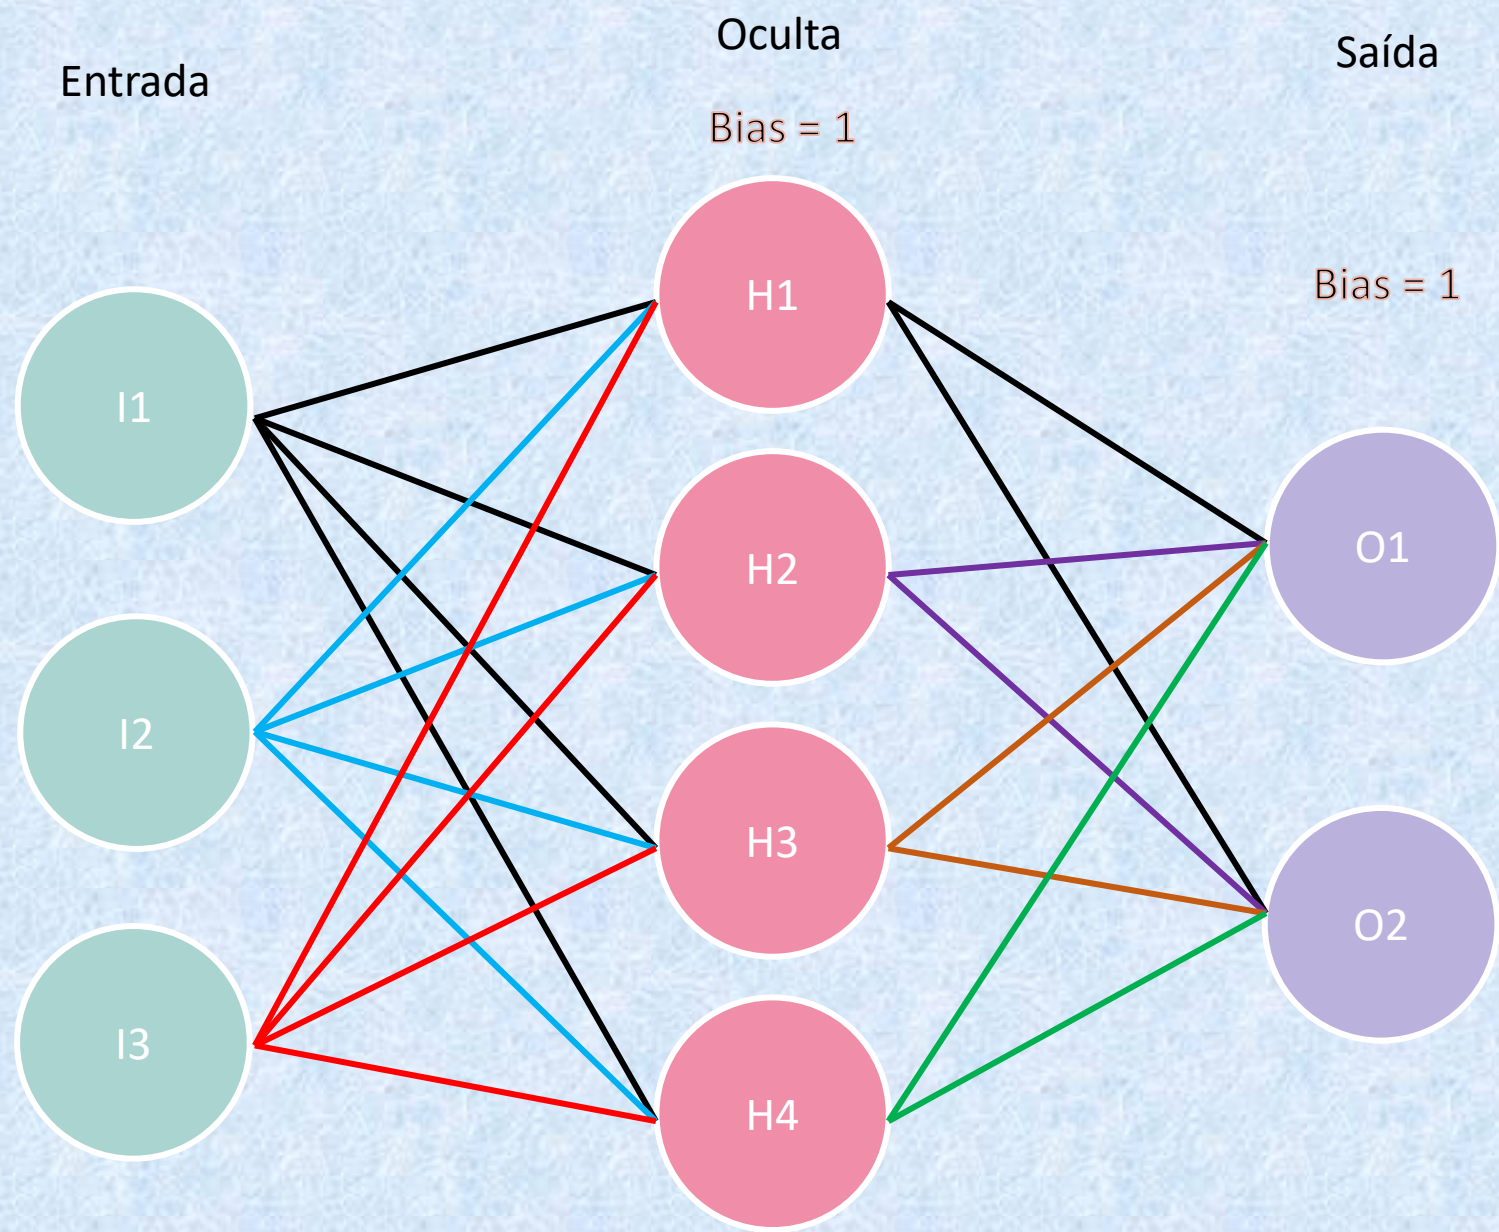 Entrada
Oculta
Saída
Bias = 1
Bias = 1
I1
I2
I3
H1
H2
H3
H4
O1
O2